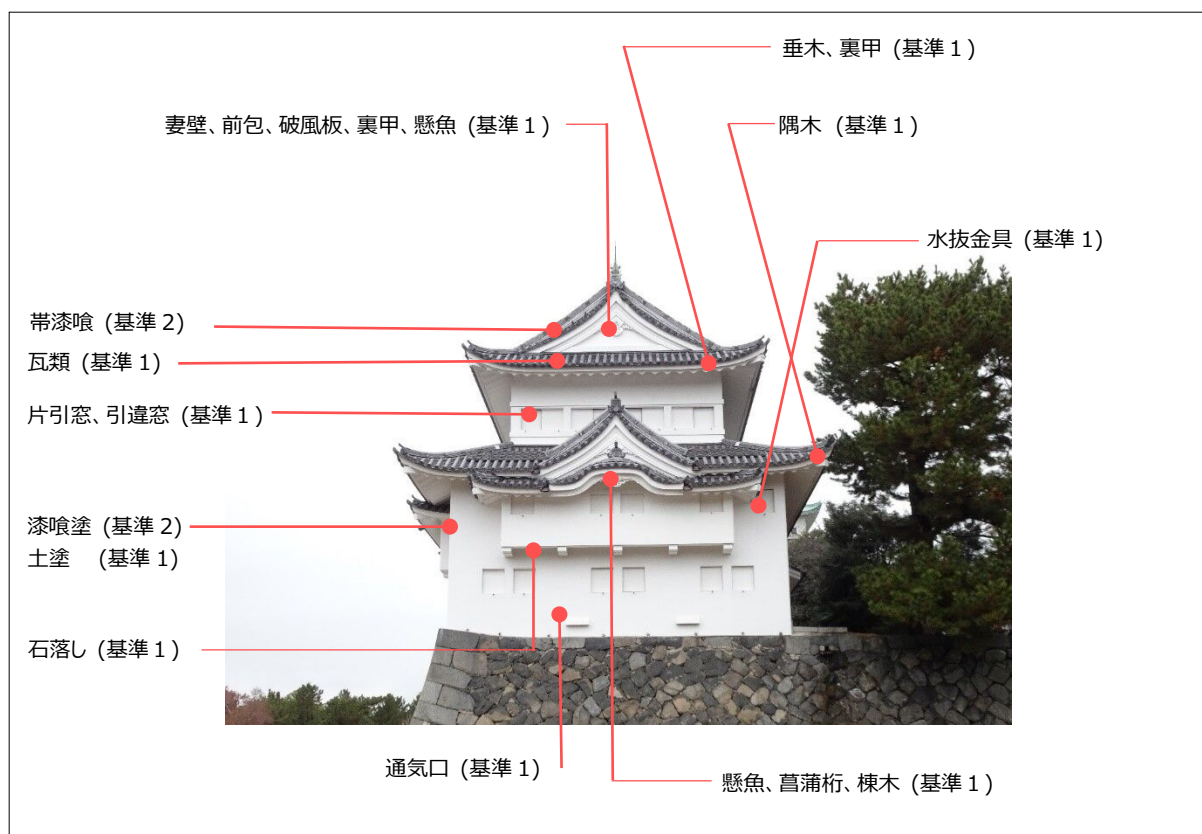 垂木、裏甲 (基準１)
妻壁、前包、破風板、裏甲、懸魚 (基準１)
隅木 (基準１)
水抜金具 (基準１)
帯漆喰 (基準２)
瓦類 (基準１)
片引窓、引違窓 (基準１)
漆喰塗 (基準２)
土塗 (基準１)
石落し (基準１)
通気口 (基準１)
懸魚、菖蒲桁、棟木 (基準１)